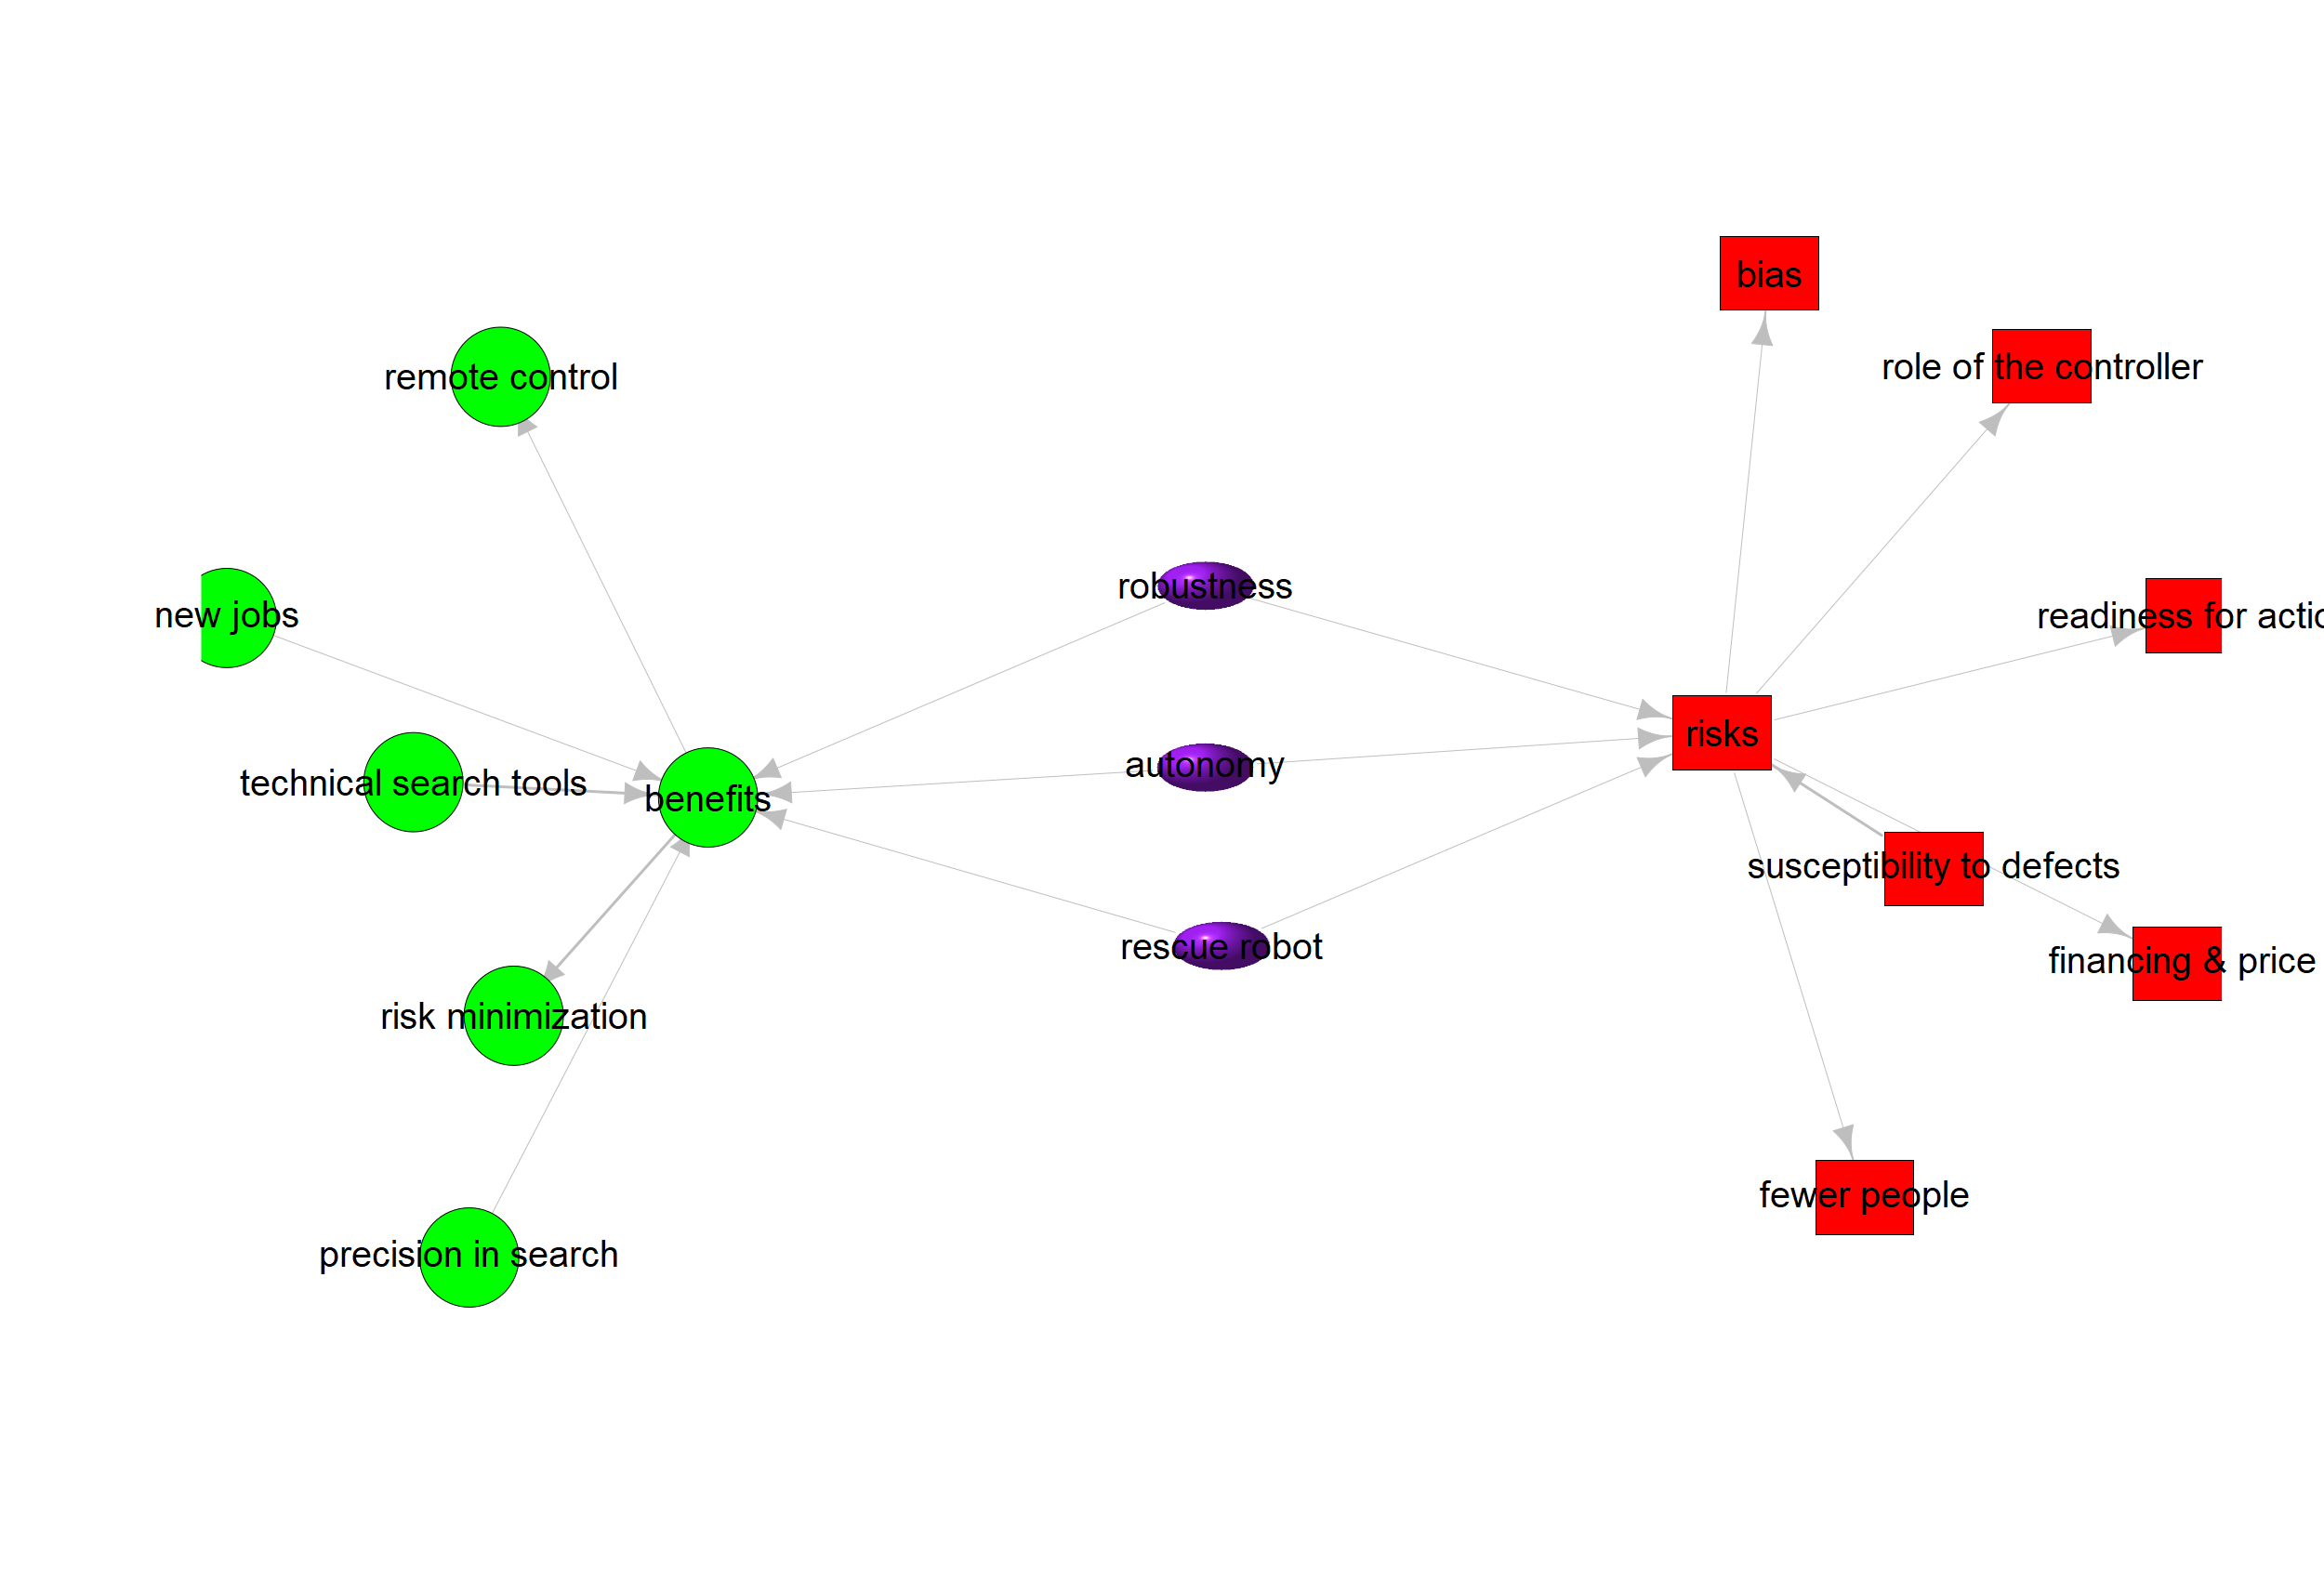 bias
role of the controller
remote control
robustness
new jobs
readiness for actio
risks
autonomy
technical search tools
benefits
susceptibility to defects
rescue robot
financing & price
risk minimization
fewer people
precision in search